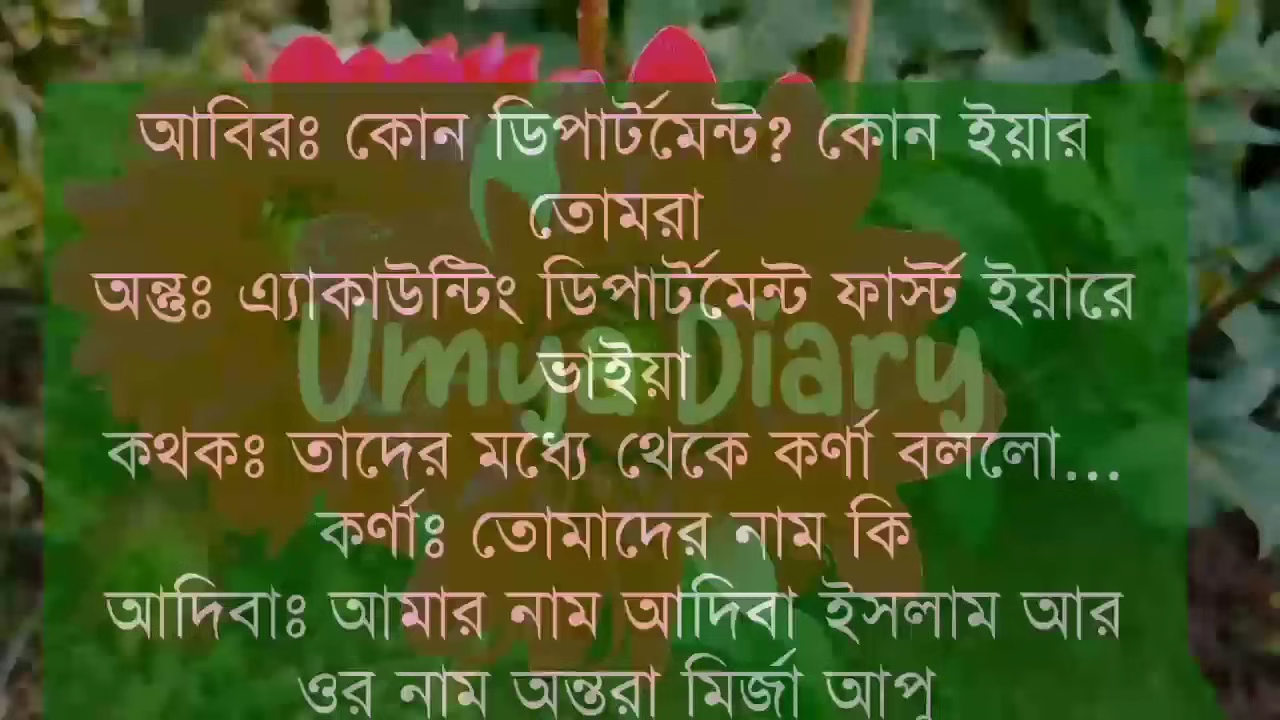 আবিরঃ কোন ডিপার্টমেন্ট? কোন ইয়ার
তোমরা
অন্তুঃ এ্যাকাউন্টিং ডিপার্টমেন্ট ফার্স্ট ইয়ারে
Umya Diary
ভাইয়া
কথকঃ তাদের মধ্যে থেকে কর্ণা বললো...
কর্ণাঃ তোমাদের নাম কি
আদিবাঃ আমার নাম আদিবা ইসলাম আর
ওর নাম অন্তরা মির্জা আপু